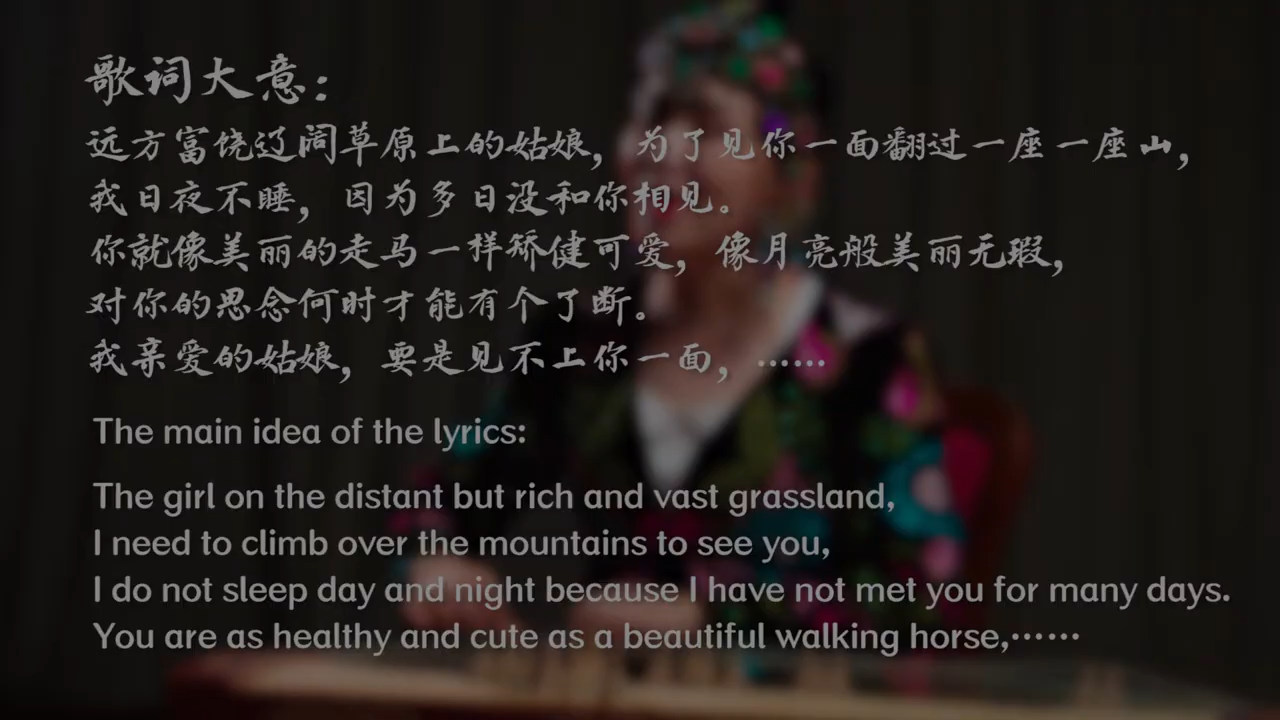 歌词大意：
远方富饶辽阔草原上的姑娘，为了见你一面翻过一座一座山，
我日夜不睡，因为多日没和你相见。
你就像美丽的走马一样矫健可爱，像月亮般美丽无瑕，
对你的思念何时才能有个了断。
我亲爱的姑娘，要是见不上你一面，……
The main idea of the lyrics:
The girl on the distant but rich and vast grassland,
I need to climb over the mountains to see you,
I do not sleep day and night because I have not met you for many days.
You are as healthy and cute as a beautiful walking horse,……